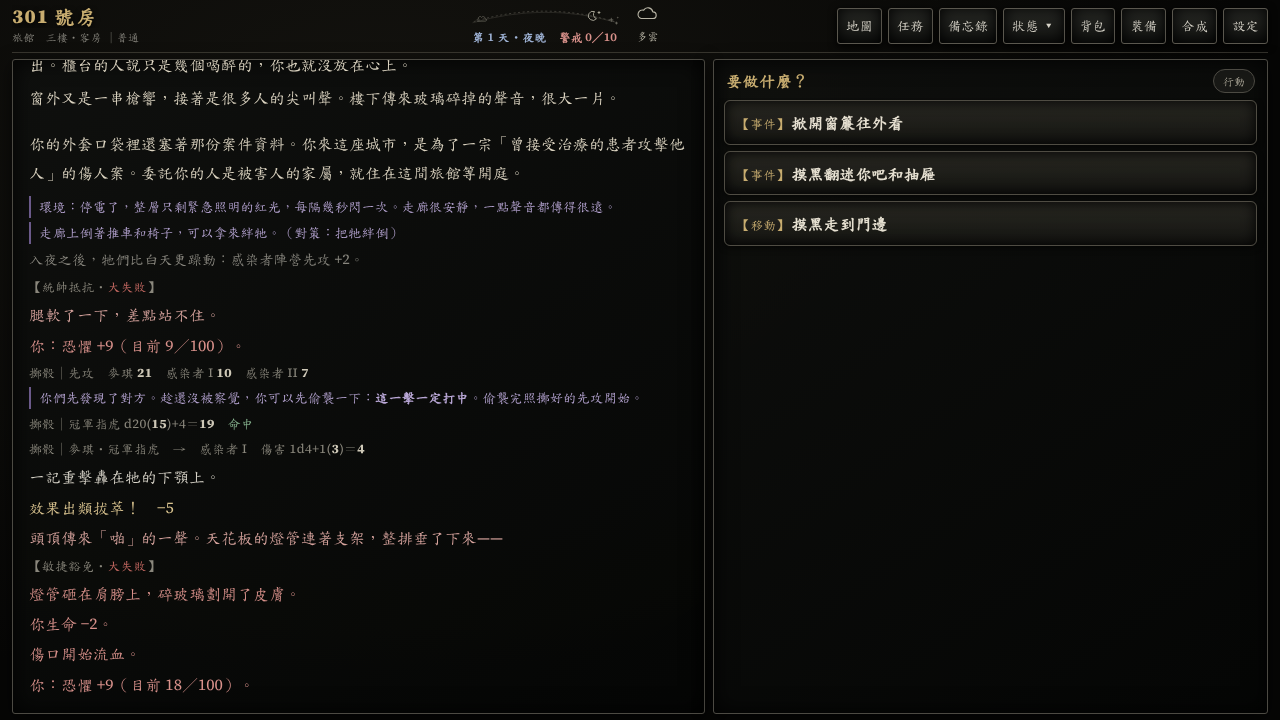 301 號房
旅館　三樓・客房 | 普通
第 1 天・夜晚　警戒 0／10
多雲
地圖
任務
備忘錄
狀態 ▼
背包
裝備
合成
設定
出。櫃台的人說只是幾個喝醉的，你也就沒放在心上。
窗外又是一串槍響，接著是很多人的尖叫聲。樓下傳來玻璃碎掉的聲音，很大一片。
你的外套口袋裡還塞著那份案件資料。你來這座城市，是為了一宗「曾接受治療的患者攻擊他
人」的傷人案。委託你的人是被害人的家屬，就住在這間旅館等開庭。
環境：停電了，整層只剩緊急照明的紅光，每隔幾秒閃一次。走廊很安靜，一點聲音都傳得很遠。
走廊上倒著推車和椅子，可以拿來絆牠。（對策：把牠絆倒）
入夜之後，牠們比白天更躁動：感染者陣營先攻 +2。
【統帥抵抗・大失敗】
腿軟了一下，差點站不住。
你：恐懼 +9（目前 9／100）。
擲骰｜先攻　麥琪 21　感染者 I 10　感染者 II 7
你們先發現了對方。趁還沒被察覺，你可以先偷襲一下：這一擊一定打中。偷襲完照擲好的先攻開始。
擲骰｜冠軍指虎 d20(15)+4＝19　命中
擲骰｜麥琪・冠軍指虎　→　感染者 I　傷害 1d4+1(3)＝4
一記重擊轟在牠的下顎上。
效果出類拔萃！　−5
頭頂傳來「啪」的一聲。天花板的燈管連著支架，整排垂了下來——
【敏捷豁免・大失敗】
燈管砸在肩膀上，碎玻璃劃開了皮膚。
你生命 −2。
傷口開始流血。
你：恐懼 +9（目前 18／100）。
要做什麼？
行動
【事件】掀開窗簾往外看
【事件】摸黑翻迷你吧和抽屜
【移動】摸黑走到門邊